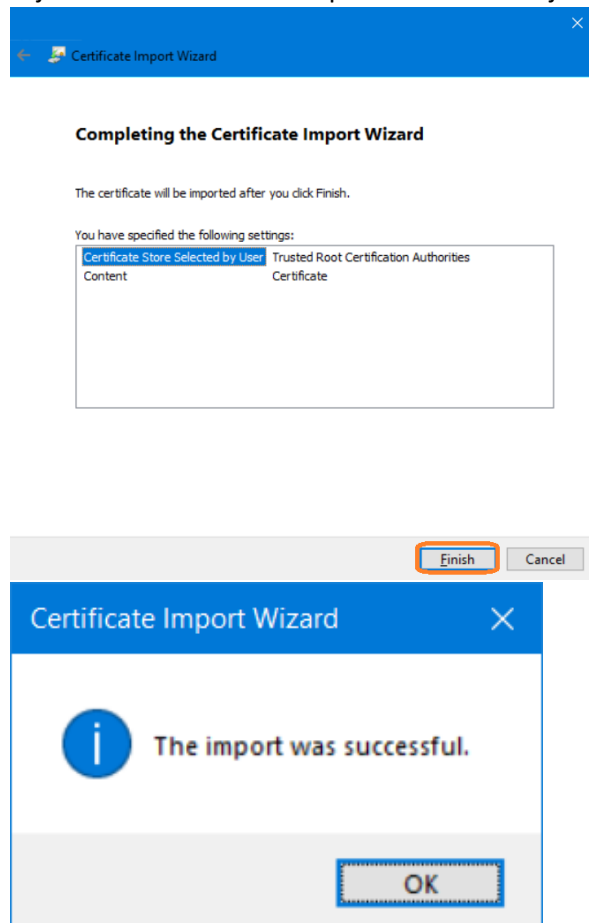 Certificate Import Wizard
Completing the Certificate Import Wizard
The certificate will be imported after you click Finish.
You have specified the following settings:
Certificate Store Selected by User Trusted Root Certification Authorities
Content Certificate
Finish Cancel
Certificate Import Wizard
The import was successful.
OK